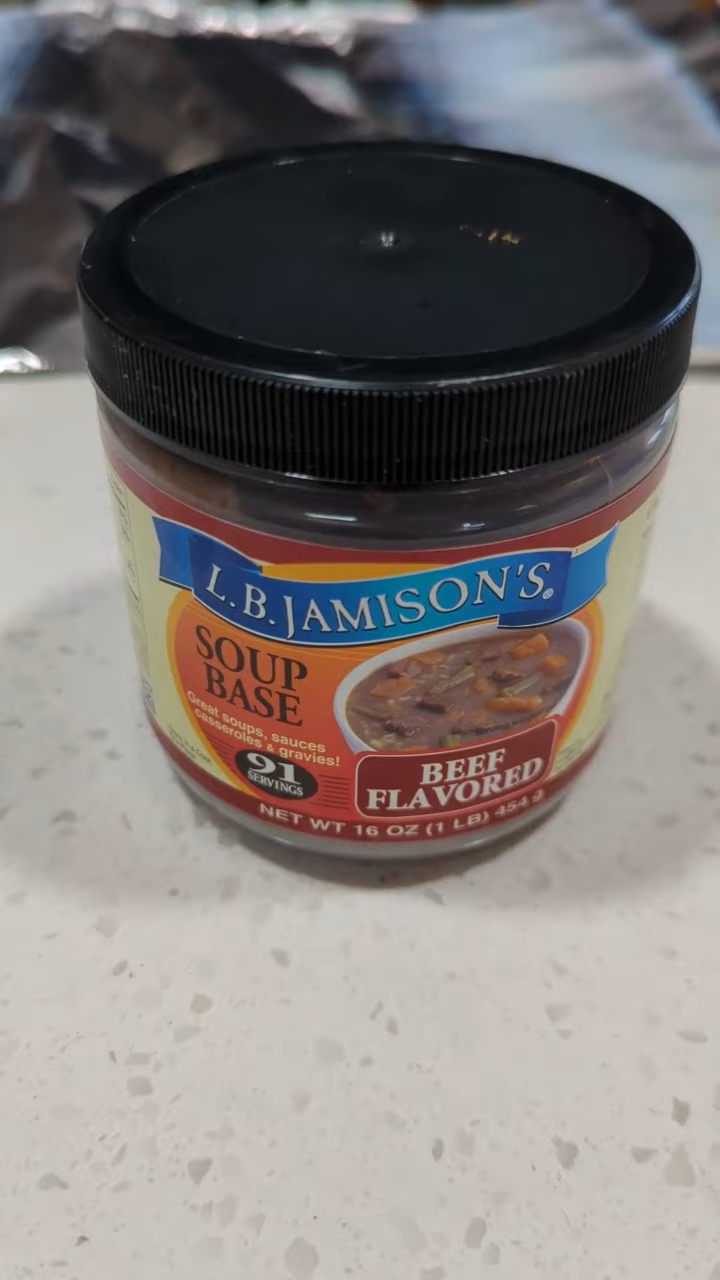 L.B. JAMISON'S®
SOUP
BASE
Great soups, sauces
casseroles & gravies!
91
SERVINGS
BEEF
FLAVORED
NET WT 16 OZ (1 LB) 454 g